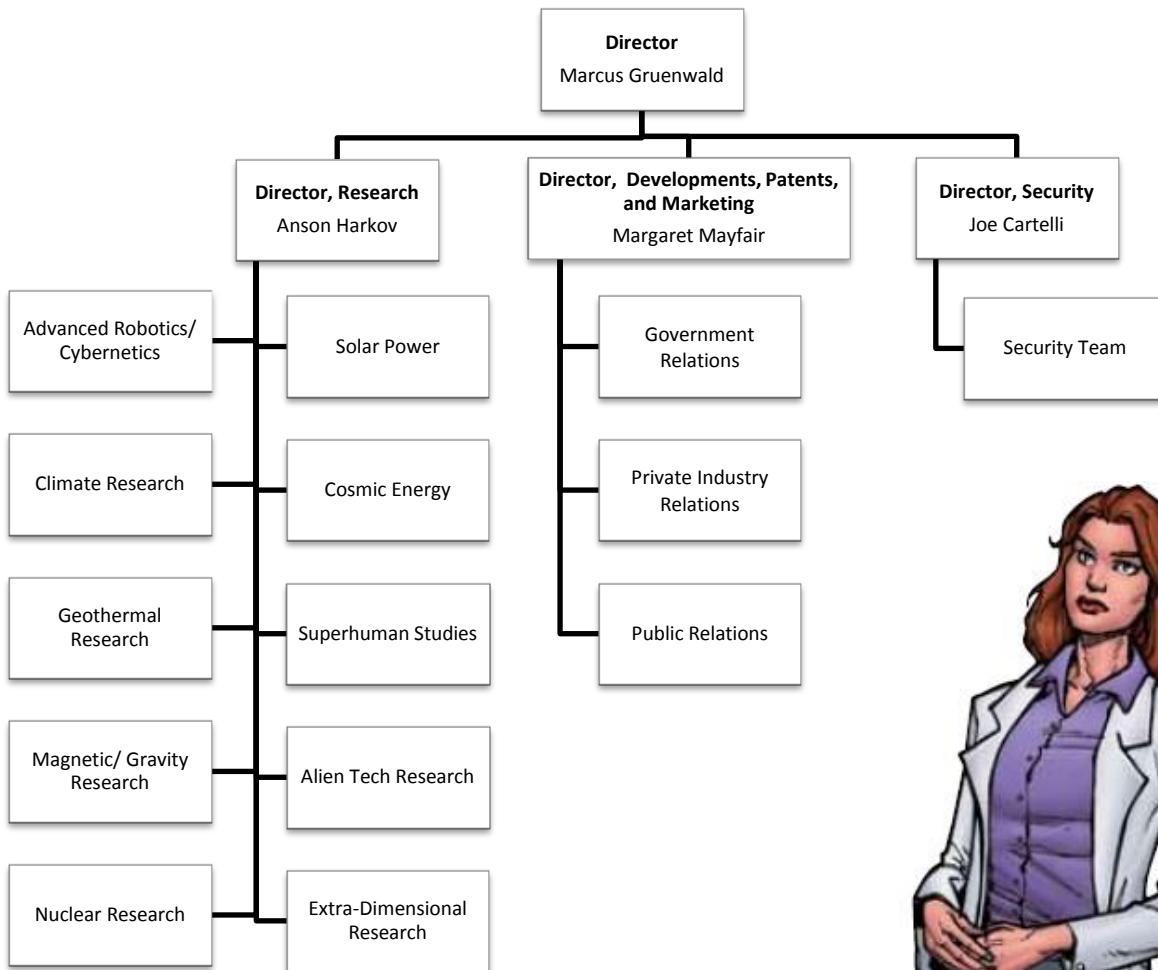 Director
Marcus Gruenwald
Director, Research
Anson Harkov
Director, Developments, Patents,
and Marketing
Margaret Mayfair
Director, Security
Joe Cartelli
Advanced Robotics/
Cybernetics
Solar Power
Government
Relations
Security Team
Climate Research
Cosmic Energy
Private Industry
Relations
Geothermal
Research
Superhuman Studies
Public Relations
Magnetic/ Gravity
Research
Alien Tech Research
Nuclear Research
Extra-Dimensional
Research